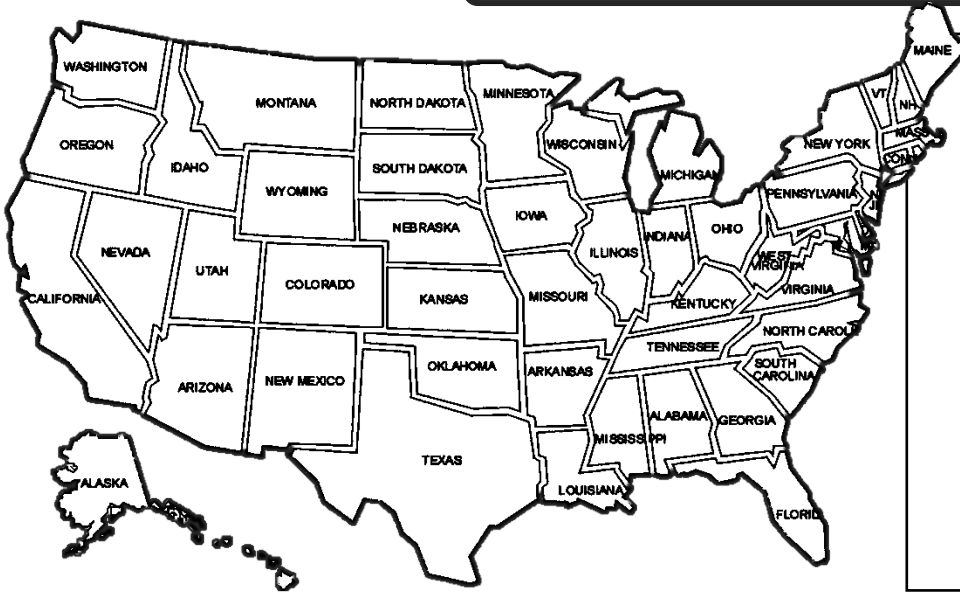 WASHINGTON
MAINE
MONTANA
NORTH DAKOTA
MINNESOTA
VT
NH
OREGON
IDAHO
WISCONSIN
NEW YORK
MASS
CONN
SOUTH DAKOTA
MICHIGAN
WYOMING
PENNSYLVANIA
NJ
IOWA
NEBRASKA
NEVADA
ILLINOIS
INDIANA
OHIO
UTAH
COLORADO
WEST
VIRGINIA
CALIFORNIA
KANSAS
MISSOURI
KENTUCKY
VIRGINIA
NORTH CAROL
TENNESSEE
OKLAHOMA
ARKANSAS
SOUTH
CAROLINA
ARIZONA
NEW MEXICO
MISSISSIPPI
ALABAMA
GEORGIA
TEXAS
ALASKA
LOUISIANA
FLORID